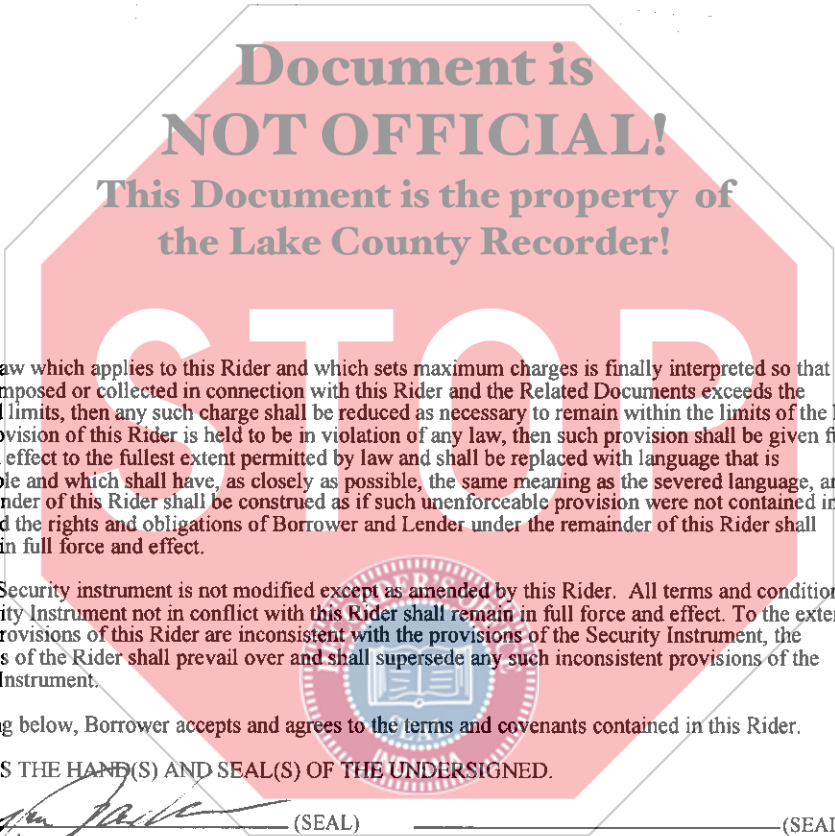 Document is
NOT OFFICIAL!
This Document is the property of
the Lake County Recorder!
STOP
aw which applies to this Rider and which sets maximum charges is finally interpreted so that
mposed or collected in connection with this Rider and the Related Documents exceeds the
limits, then any such charge shall be reduced as necessary to remain within the limits of the
ovision of this Rider is held to be in violation of any law, then such provision shall be given
effect to the fullest extent permitted by law and shall be replaced with language that is
le and which shall have, as closely as possible, the same meaning as the severed language,
nder of this Rider shall be construed as if such unenforceable provision were not contained in
d the rights and obligations of Borrower and Lender under the remainder of this Rider shall
in full force and effect.
Security instrument is not modified except as amended by this Rider. All terms and condition
ity Instrument not in conflict with this Rider shall remain in full force and effect. To the exte
rovisions of this Rider are inconsistent with the provisions of the Security Instrument, the
s of the Rider shall prevail over and shall supersede any such inconsistent provisions of the
Instrument.
g below, Borrower accepts and agrees to the terms and covenants contained in this Rider.
S THE HAND(S) AND SEAL(S) OF THE UNDERSIGNED.
(SEAL) (SEAL
SEAL
INDIANA